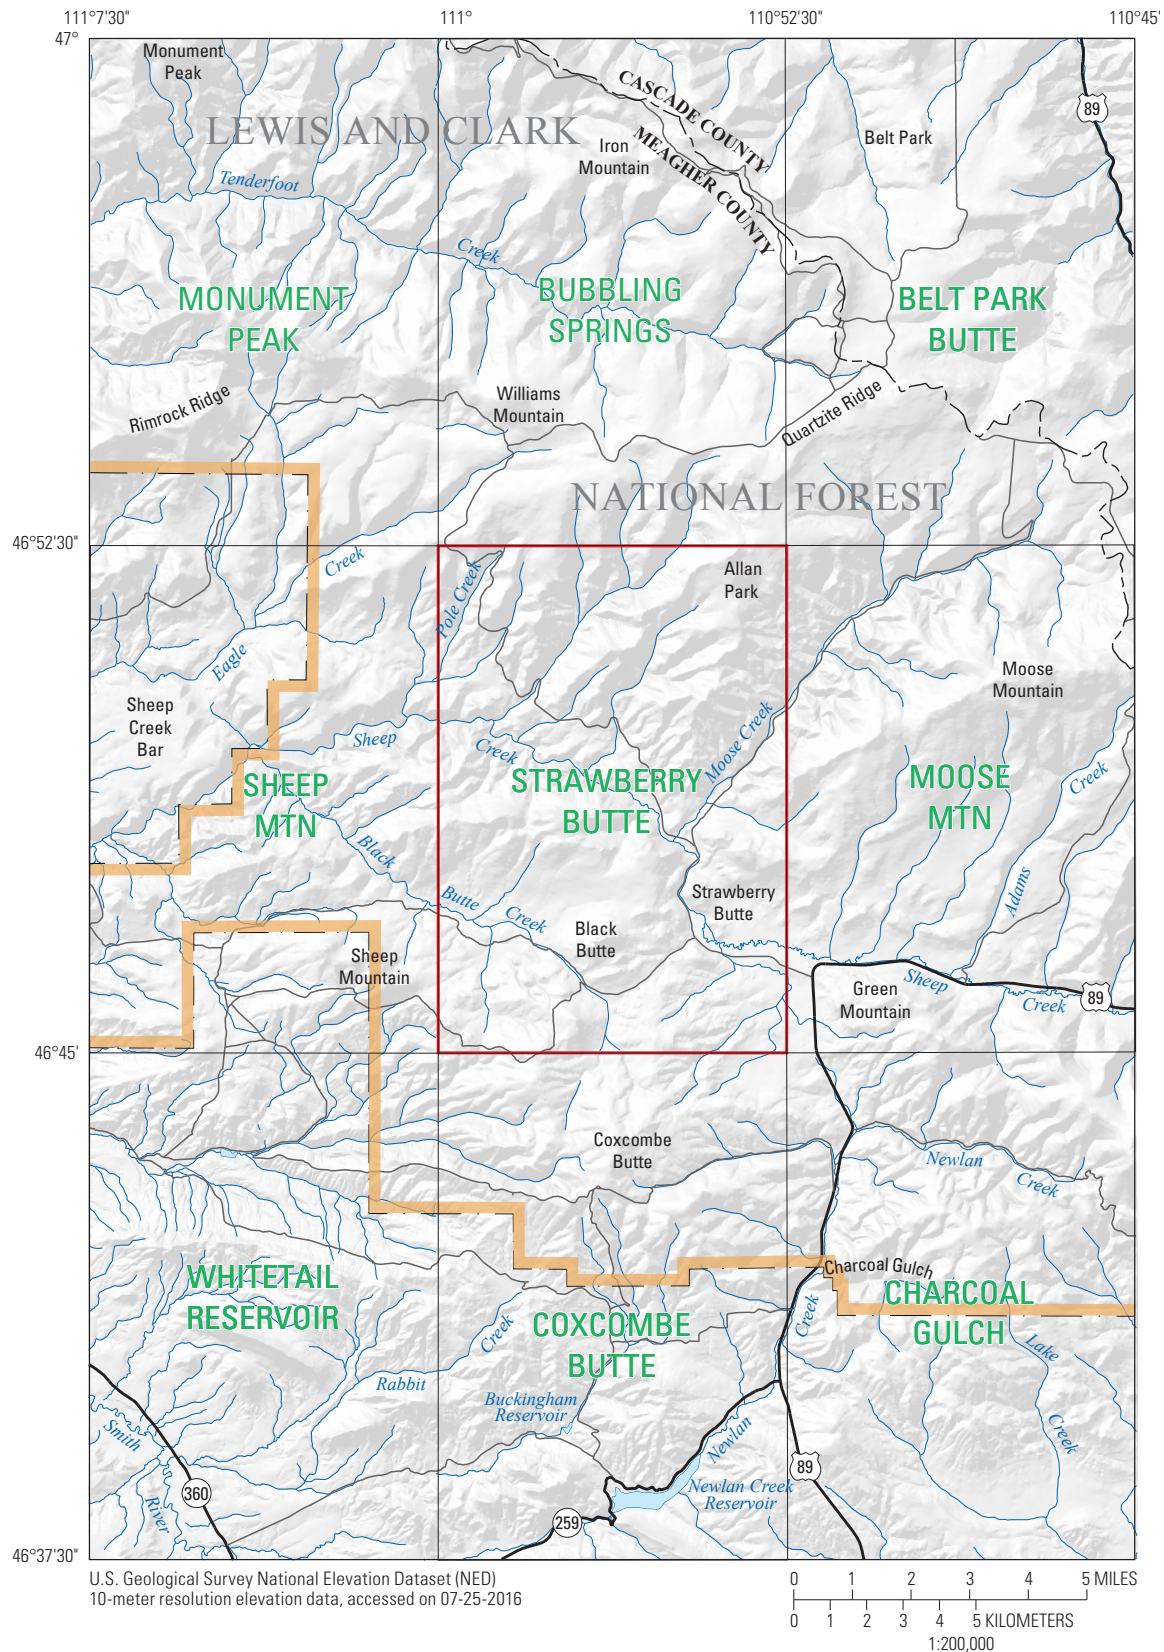 111°7'30"
111°
110°52'30"
110°45'
47°
Monument
Peak
CASCADE COUNTY
MEAGHER COUNTY
89
Belt Park
LEWIS AND CLARK
Iron
Mountain
Tenderfoot
Creek
MONUMENT
PEAK
BUBBLING
SPRINGS
BELT PARK
BUTTE
Rimrock Ridge
Williams
Mountain
Quartzite Ridge
NATIONAL FOREST
46°52'30"
Creek
Pole Creek
Allan
Park
Eagle
Moose
Mountain
Sheep
Creek
Bar
Sheep
Creek
Moose Creek
SHEEP
MTN
STRAWBERRY
BUTTE
MOOSE
MTN
Creek
Black
Butte
Creek
Strawberry
Butte
Adams
Black
Butte
Sheep
Mountain
Green
Mountain
Sheep
Creek
89
46°45'
Coxcombe
Butte
Newlan
Creek
WHITETAIL
RESERVOIR
Charcoal Gulch
CHARCOAL
GULCH
COXCOMBE
BUTTE
Creek
Creek
Lake
Creek
Rabbit
Buckingham
Reservoir
Smith
River
Newlan
Newlan Creek
Reservoir
89
360
259
46°37'30"
U.S. Geological Survey National Elevation Dataset (NED)
10-meter resolution elevation data, accessed on 07-25-2016
0 1 2 3 4 5 MILES
0 1 2 3 4 5 KILOMETERS
1:200,000